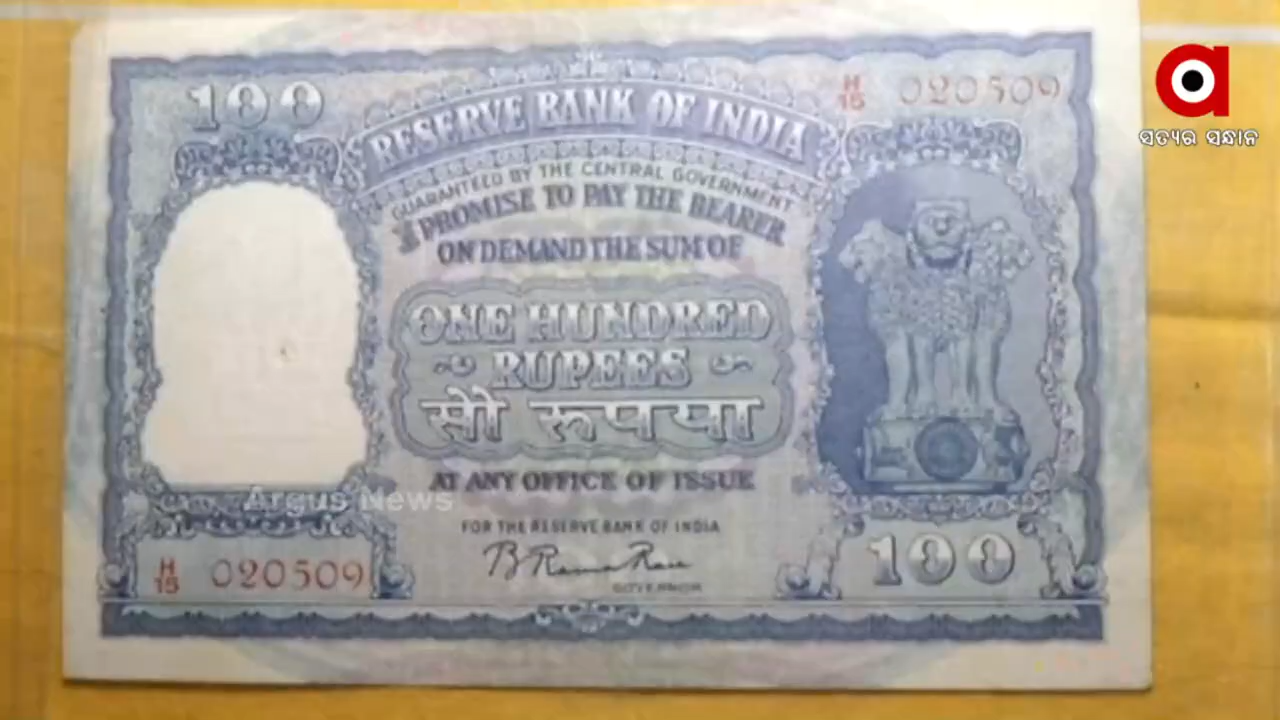 100
RESERVE BANK OF INDIA
H
15
020509
a
ସତ୍ୟର ସନ୍ଧାନ
GUARANTEED BY THE CENTRAL GOVERNMENT
I PROMISE TO PAY THE BEARER
ON DEMAND THE SUM OF
ONE HUNDRED
RUPEES
सौ रूपया
AT ANY OFFICE OF ISSUE
Argus News
FOR THE RESERVE BANK OF INDIA
B Rama Rau
GOVERNOR
H
15
020509
100